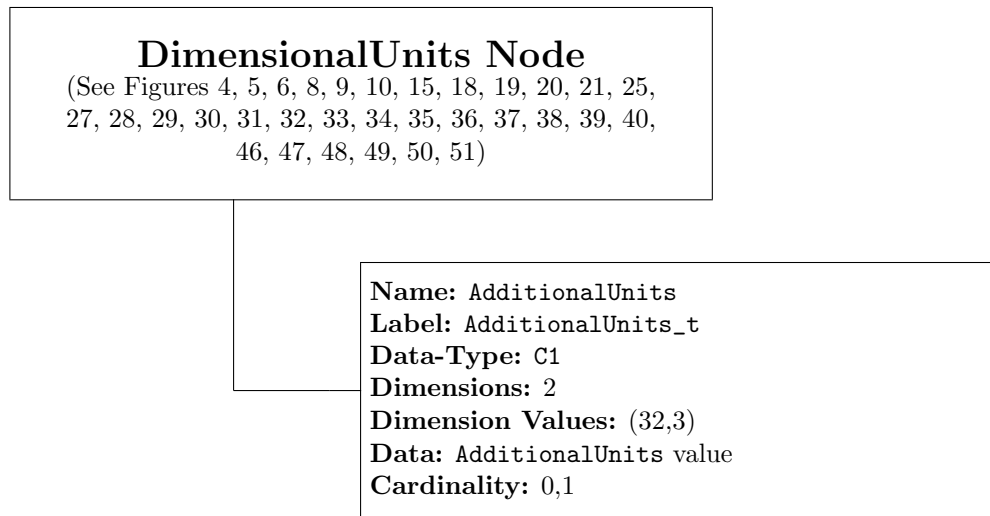 DimensionalUnits Node
(See Figures 4, 5, 6, 8, 9, 10, 15, 18, 19, 20, 21, 25,
27, 28, 29, 30, 31, 32, 33, 34, 35, 36, 37, 38, 39, 40,
46, 47, 48, 49, 50, 51)
Name: AdditionalUnits
Label: AdditionalUnits_t
Data-Type: C1
Dimensions: 2
Dimension Values: (32,3)
Data: AdditionalUnits value
Cardinality: 0,1